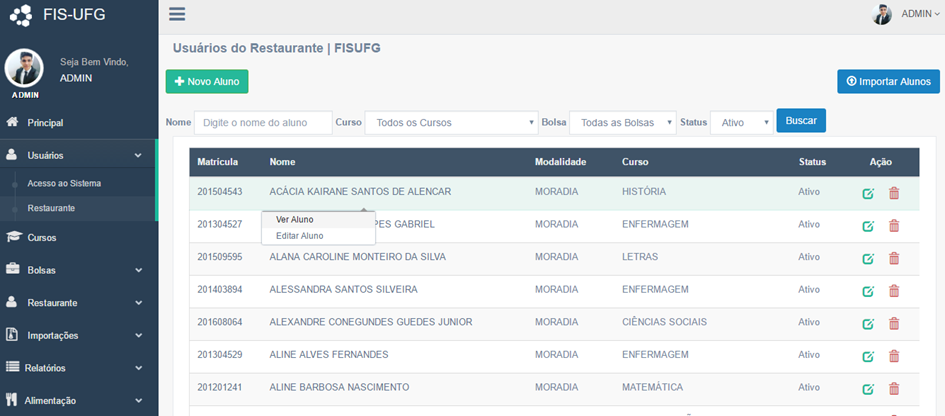 FIS-UFG
ADMIN
Seja Bem Vindo,
ADMIN
ADMIN
Principal
Usuários
Acesso ao Sistema
Restaurante
Cursos
Bolsas
Restaurante
Importações
Relatórios
Alimentação
Usuários do Restaurante | FISUFG
Novo Aluno
Importar Alunos
Nome Digite o nome do aluno Curso Todos os Cursos Bolsa Todas as Bolsas Status Ativo Buscar
Matrícula Nome Modalidade Curso Status Ação
201504543 ACÁCIA KAIRANE SANTOS DE ALENCAR MORADIA HISTÓRIA Ativo
201304527 PES GABRIEL MORADIA ENFERMAGEM Ativo
Ver Aluno
Editar Aluno
201509595 ALANA CAROLINE MONTEIRO DA SILVA MORADIA LETRAS Ativo
201403894 ALESSANDRA SANTOS SILVEIRA MORADIA ENFERMAGEM Ativo
201608064 ALEXANDRE CONEGUNDES GUEDES JUNIOR MORADIA CIÊNCIAS SOCIAIS Ativo
201304529 ALINE ALVES FERNANDES MORADIA ENFERMAGEM Ativo
201201241 ALINE BARBOSA NASCIMENTO MORADIA MATEMÁTICA Ativo